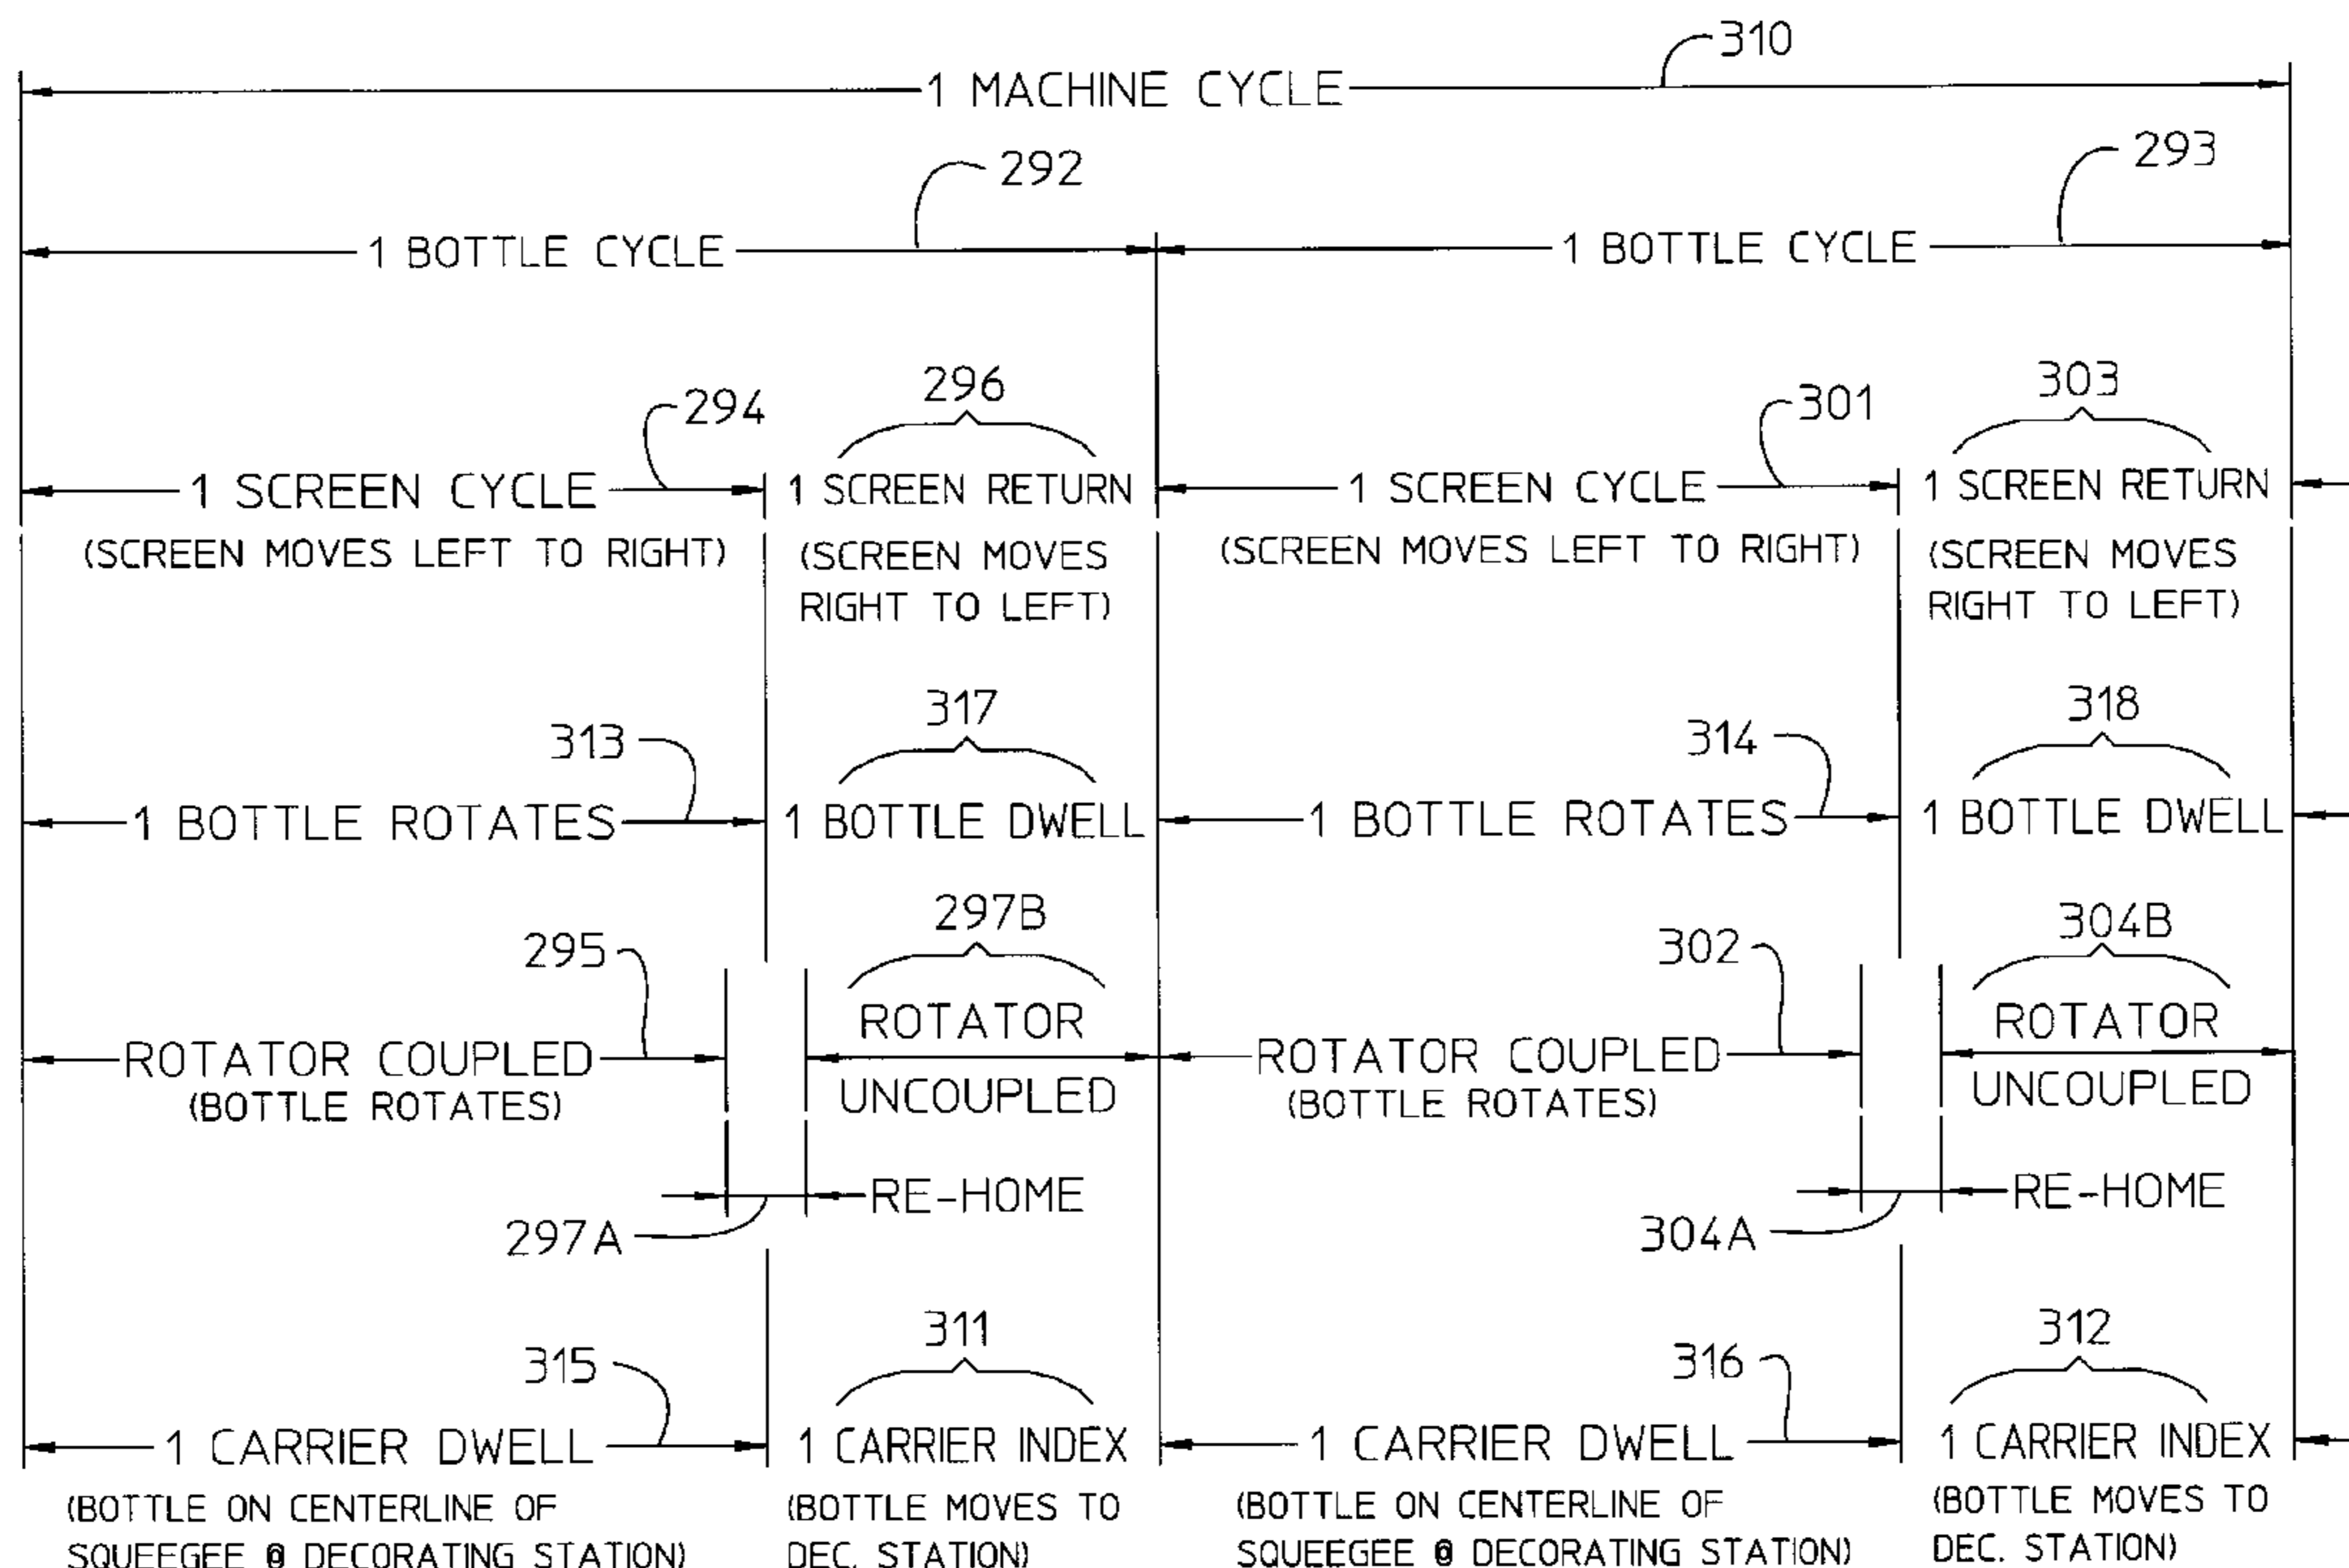 310
1 MACHINE CYCLE
292
293
1 BOTTLE CYCLE
1 BOTTLE CYCLE
296
303
294
301
1 SCREEN CYCLE
1 SCREEN RETURN
1 SCREEN CYCLE
1 SCREEN RETURN
(SCREEN MOVES LEFT TO RIGHT)
(SCREEN MOVES
RIGHT TO LEFT)
(SCREEN MOVES LEFT TO RIGHT)
(SCREEN MOVES
RIGHT TO LEFT)
317
318
313
314
1 BOTTLE ROTATES
1 BOTTLE DWELL
1 BOTTLE ROTATES
1 BOTTLE DWELL
297B
304B
295
302
ROTATOR COUPLED
(BOTTLE ROTATES)
ROTATOR
UNCOUPLED
ROTATOR COUPLED
(BOTTLE ROTATES)
ROTATOR
UNCOUPLED
RE-HOME
RE-HOME
297A
304A
311
312
315
316
1 CARRIER DWELL
1 CARRIER INDEX
1 CARRIER DWELL
1 CARRIER INDEX
(BOTTLE ON CENTERLINE OF
SQUEEGEE @ DECORATING STATION)
(BOTTLE MOVES TO
DEC. STATION)
(BOTTLE ON CENTERLINE OF
SQUEEGEE @ DECORATING STATION)
(BOTTLE MOVES TO
DEC. STATION)